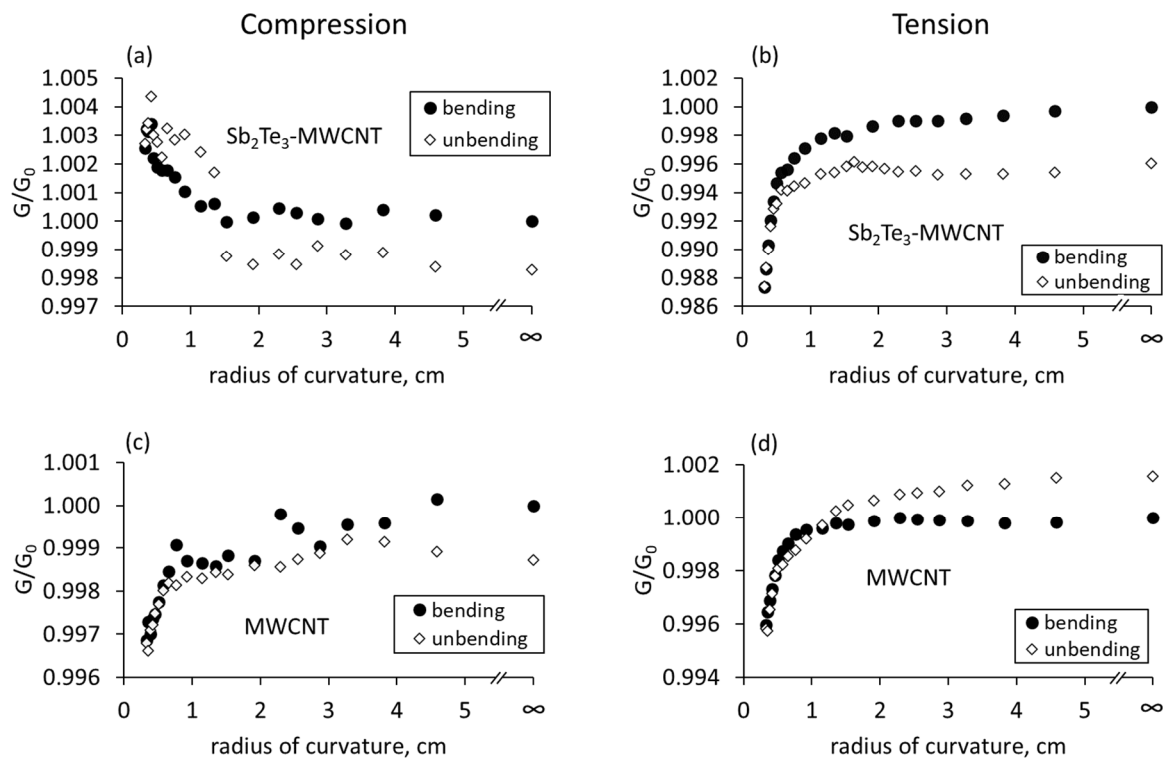 Compression
Tension
(a)
1.005
1.004
1.003
1.002
1.001
1.000
0.999
0.998
0.997
G/G₀
Sb₂Te₃-MWCNT
bending
unbending
0 1 2 3 4 5 ∞
radius of curvature, cm
(b)
1.002
1.000
0.998
0.996
0.994
0.992
0.990
0.988
0.986
G/G₀
Sb₂Te₃-MWCNT
bending
unbending
0 1 2 3 4 5 ∞
radius of curvature, cm
(c)
1.001
1.000
0.999
0.998
0.997
0.996
G/G₀
MWCNT
bending
unbending
0 1 2 3 4 5 ∞
radius of curvature, cm
(d)
1.002
1.000
0.998
0.996
0.994
G/G₀
MWCNT
bending
unbending
0 1 2 3 4 5 ∞
radius of curvature, cm